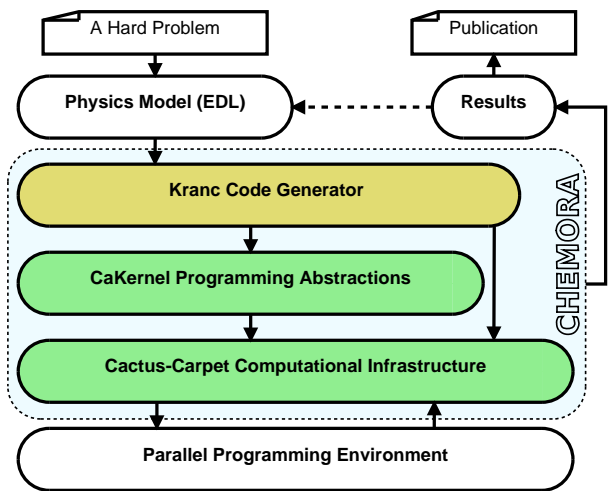 A Hard Problem
Publication
Physics Model (EDL)
Results
Kranc Code Generator
CaKernel Programming Abstractions
CHEMORA
Cactus-Carpet Computational Infrastructure
Parallel Programming Environment